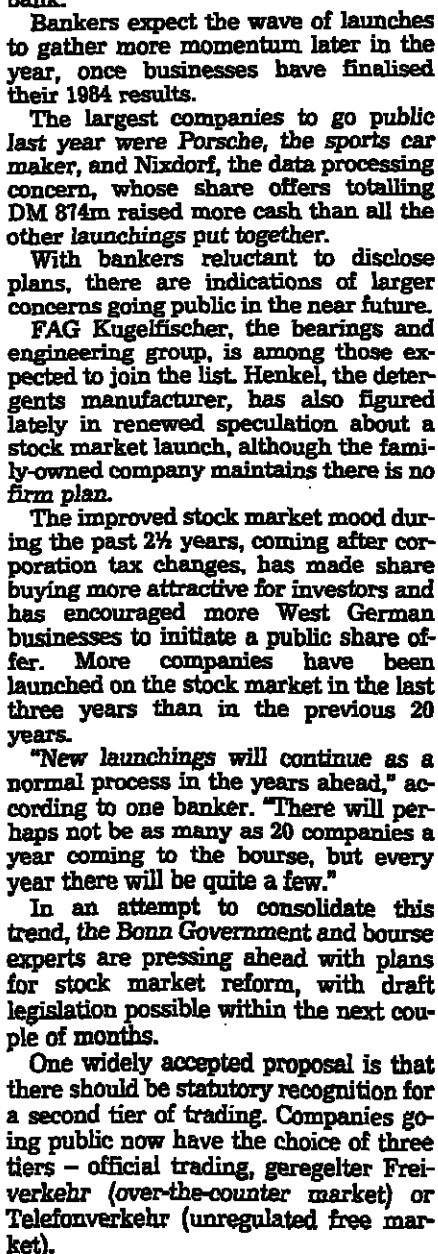 bank.
Bankers expect the wave of launches
to gather more momentum later in the
year, once businesses have finalised
their 1984 results.
The largest companies to go public
last year were Porsche, the sports car
maker, and Nixdorf, the data processing
concern, whose share offers totalling
DM 874m raised more cash than all the
other launchings put together.
With bankers reluctant to disclose
plans, there are indications of larger
concerns going public in the near future.
FAG Kugelfischer, the bearings and
engineering group, is among those ex-
pected to join the list. Henkel, the deter-
gents manufacturer, has also figured
lately in renewed speculation about a
stock market launch, although the fami-
ly-owned company maintains there is no
firm plan.
The improved stock market mood dur-
ing the past 2½ years, coming after cor-
poration tax changes, has made share
buying more attractive for investors and
has encouraged more West German
businesses to initiate a public share of-
fer. More companies have been
launched on the stock market in the last
three years than in the previous 20
years.
"New launchings will continue as a
normal process in the years ahead," ac-
cording to one banker. "There will per-
haps not be as many as 20 companies a
year coming to the bourse, but every
year there will be quite a few."
In an attempt to consolidate this
trend, the Bonn Government and bourse
experts are pressing ahead with plans
for stock market reform, with draft
legislation possible within the next cou-
ple of months.
One widely accepted proposal is that
there should be statutory recognition for
a second tier of trading. Companies go-
ing public now have the choice of three
tiers – official trading, geregelter Frei-
verkehr (over-the-counter market) or
Telefonverkehr (unregulated free mar-
ket).